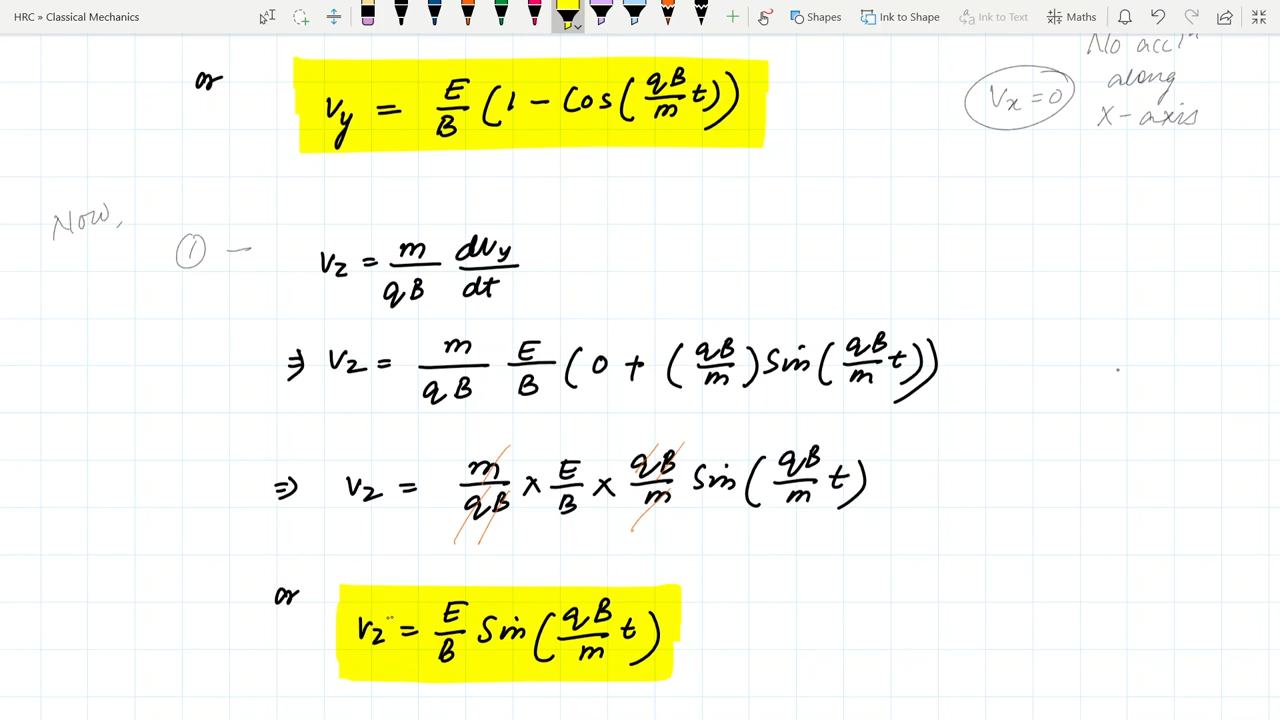 HRC » Classical Mechanics
Shapes
Ink to Shape
Ink to Text
Maths
No accln
along
x-axis
Vx = 0
or Vy = E/B (1 - Cos(qB/m t))
Now,
① - Vz = m/qB dVy/dt
⇒ Vz = m/qB E/B (0 + (qB/m) Sin(qB/m t))
⇒ Vz = m/qB × E/B × qB/m Sin(qB/m t)
or Vz = E/B Sin(qB/m t)